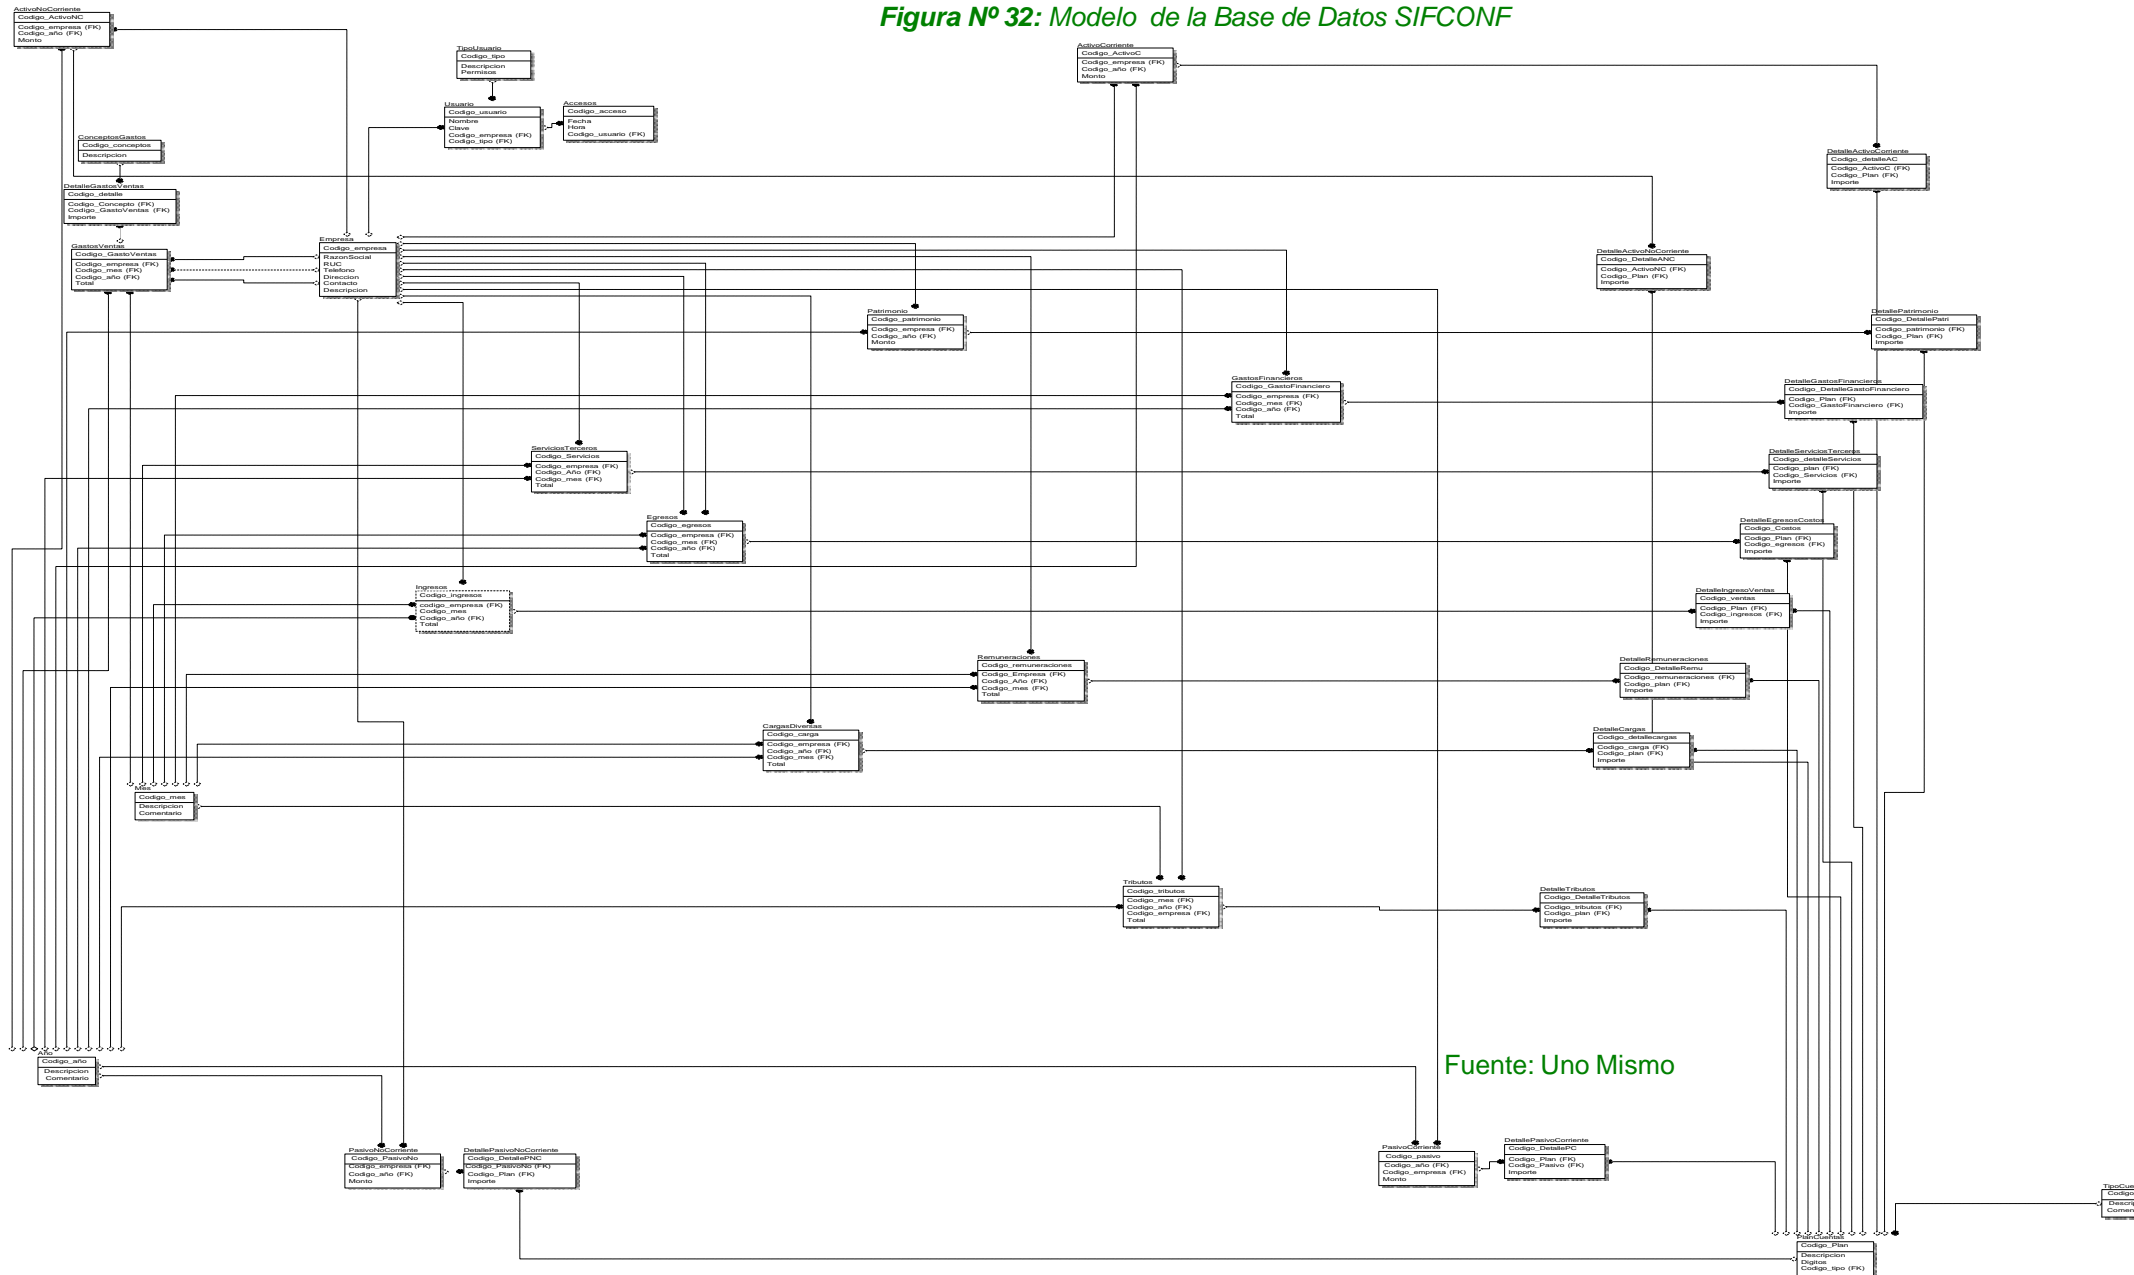 Figura Nº 32: Modelo de la Base de Datos SIFCONF
ActivoNoCorriente
Codigo_ActivoNC
Codigo_empresa (FK)
Codigo_año (FK)
Monto
TipoUsuario
Codigo_tipo
Descripcion
Permisos
ActivoCorriente
Codigo_ActivoC
Codigo_empresa (FK)
Codigo_año (FK)
Monto
Usuario
Codigo_usuario
Nombre
Clave
Codigo_empresa (FK)
Codigo_tipo (FK)
Accesos
Codigo_acceso
Fecha
Hora
Codigo_usuario (FK)
ConceptosGastos
Codigo_conceptos
Descripcion
DetalleActivoCorriente
Codigo_detalleAC
Codigo_ActivoC (FK)
Codigo_Plan (FK)
Importe
DetalleGastosVentas
Codigo_detalle
Codigo_Concepto (FK)
Codigo_GastoVentas (FK)
Importe
GastosVentas
Codigo_GastoVentas
Codigo_empresa (FK)
Codigo_mes (FK)
Codigo_año (FK)
Total
Empresa
Codigo_empresa
RazonSocial
RUC
Telefono
Direccion
Contacto
Descripcion
DetalleActivoNoCorriente
Codigo_DetalleANC
Codigo_ActivoNC (FK)
Codigo_Plan (FK)
Importe
Patrimonio
Codigo_patrimonio
Codigo_empresa (FK)
Codigo_año (FK)
Monto
DetallePatrimonio
Codigo_DetallePatri
Codigo_patrimonio (FK)
Codigo_Plan (FK)
Importe
GastosFinancieros
Codigo_GastoFinanciero
Codigo_empresa (FK)
Codigo_mes (FK)
Codigo_año (FK)
Total
DetalleGastosFinancieros
Codigo_DetalleGastoFinanciero
Codigo_Plan (FK)
Codigo_GastoFinanciero (FK)
Importe
ServiciosTerceros
Codigo_Servicios
Codigo_empresa (FK)
Codigo_Año (FK)
Codigo_mes (FK)
Total
DetalleServiciosTerceros
Codigo_detalleServicios
Codigo_plan (FK)
Codigo_Servicios (FK)
Importe
Egresos
Codigo_egresos
Codigo_empresa (FK)
Codigo_mes (FK)
Codigo_año (FK)
Total
DetalleEgresosCostos
Codigo_Costos
Codigo_Plan (FK)
Codigo_egresos (FK)
Importe
Ingresos
Codigo_ingresos
codigo_empresa (FK)
Codigo_mes
Codigo_año (FK)
Total
DetalleIngresoVentas
Codigo_ventas
Codigo_Plan (FK)
Codigo_ingresos (FK)
Importe
Remuneraciones
Codigo_remuneraciones
Codigo_Empresa (FK)
Codigo_Año (FK)
Codigo_mes (FK)
Total
DetalleRemuneraciones
Codigo_DetalleRemu
Codigo_remuneraciones (FK)
Codigo_plan (FK)
Importe
CargasDiversas
Codigo_carga
Codigo_empresa (FK)
Codigo_año (FK)
Codigo_mes (FK)
Total
DetalleCargas
Codigo_detallecargas
Codigo_carga (FK)
Codigo_plan (FK)
Importe
Mes
Codigo_mes
Descripcion
Comentario
Tributos
Codigo_tributos
Codigo_mes (FK)
Codigo_año (FK)
Codigo_empresa (FK)
Total
DetalleTributos
Codigo_DetalleTributos
Codigo_tributos (FK)
Codigo_plan (FK)
Importe
Año
Codigo_año
Descripcion
Comentario
Fuente: Uno Mismo
PasivoNoCorriente
Codigo_PasivoNo
Codigo_empresa (FK)
Codigo_año (FK)
Monto
DetallePasivoNoCorriente
Codigo_DetallePNC
Codigo_PasivoNo (FK)
Codigo_Plan (FK)
Importe
PasivoCorriente
Codigo_pasivo
Codigo_año (FK)
Codigo_empresa (FK)
Monto
DetallePasivoCorriente
Codigo_DetallePC
Codigo_Plan (FK)
Codigo_Pasivo (FK)
Importe
TipoCue
Codigo
Descrip
Comen
PlanCuentas
Codigo_Plan
Descripcion
Digitos
Codigo_tipo (FK)